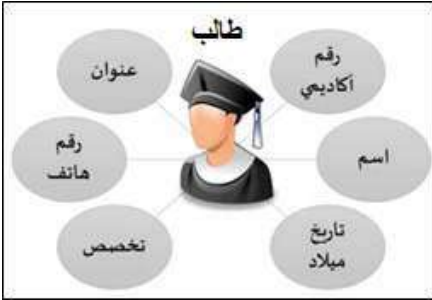 طالب
رقم
أكاديمي
عنوان
اسم
رقم
هاتف
تاريخ
ميلاد
تخصص